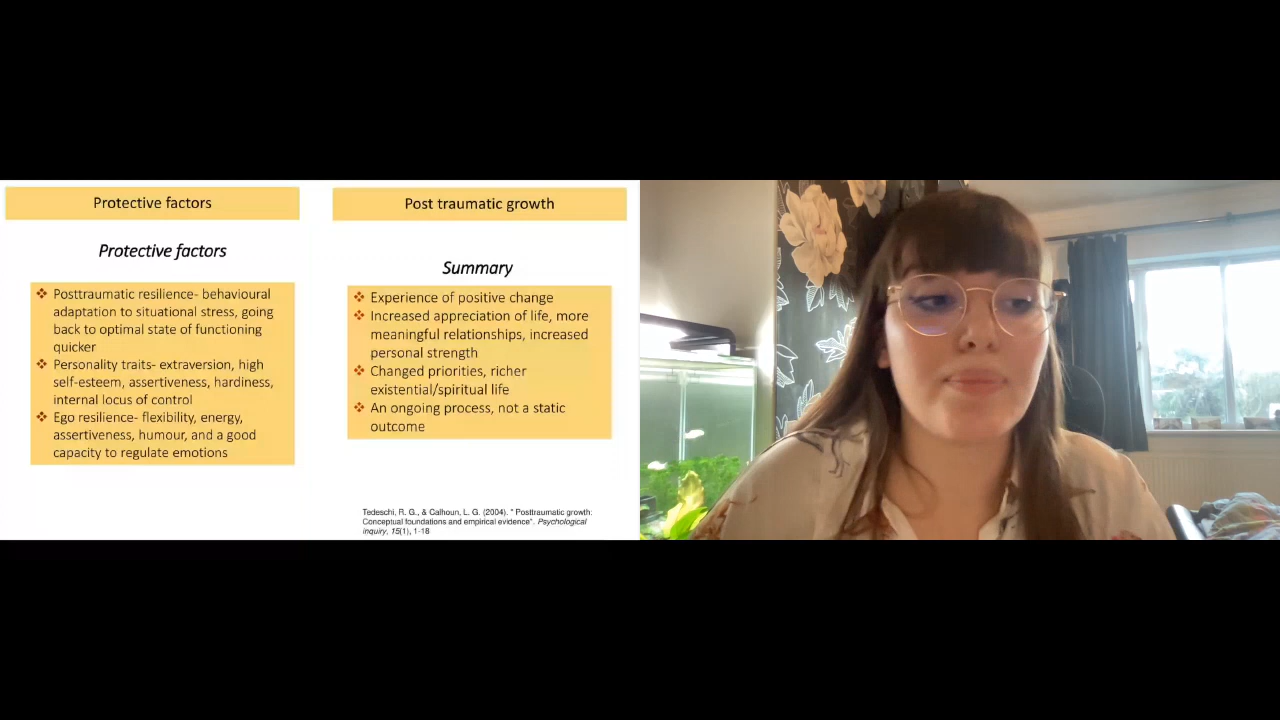 Protective factors
Protective factors
❖ Posttraumatic resilience- behavioural
adaptation to situational stress, going
back to optimal state of functioning
quicker
❖ Personality traits- extraversion, high
self-esteem, assertiveness, hardiness,
internal locus of control
❖ Ego resilience- flexibility, energy,
assertiveness, humour, and a good
capacity to regulate emotions
Post traumatic growth
Summary
❖ Experience of positive change
❖ Increased appreciation of life, more
meaningful relationships, increased
personal strength
❖ Changed priorities, richer
existential/spiritual life
❖ An ongoing process, not a static
outcome
Tedeschi, R. G., & Calhoun, L. G. (2004). " Posttraumatic growth:
Conceptual foundations and empirical evidence". Psychological
inquiry, 15(1), 1-18